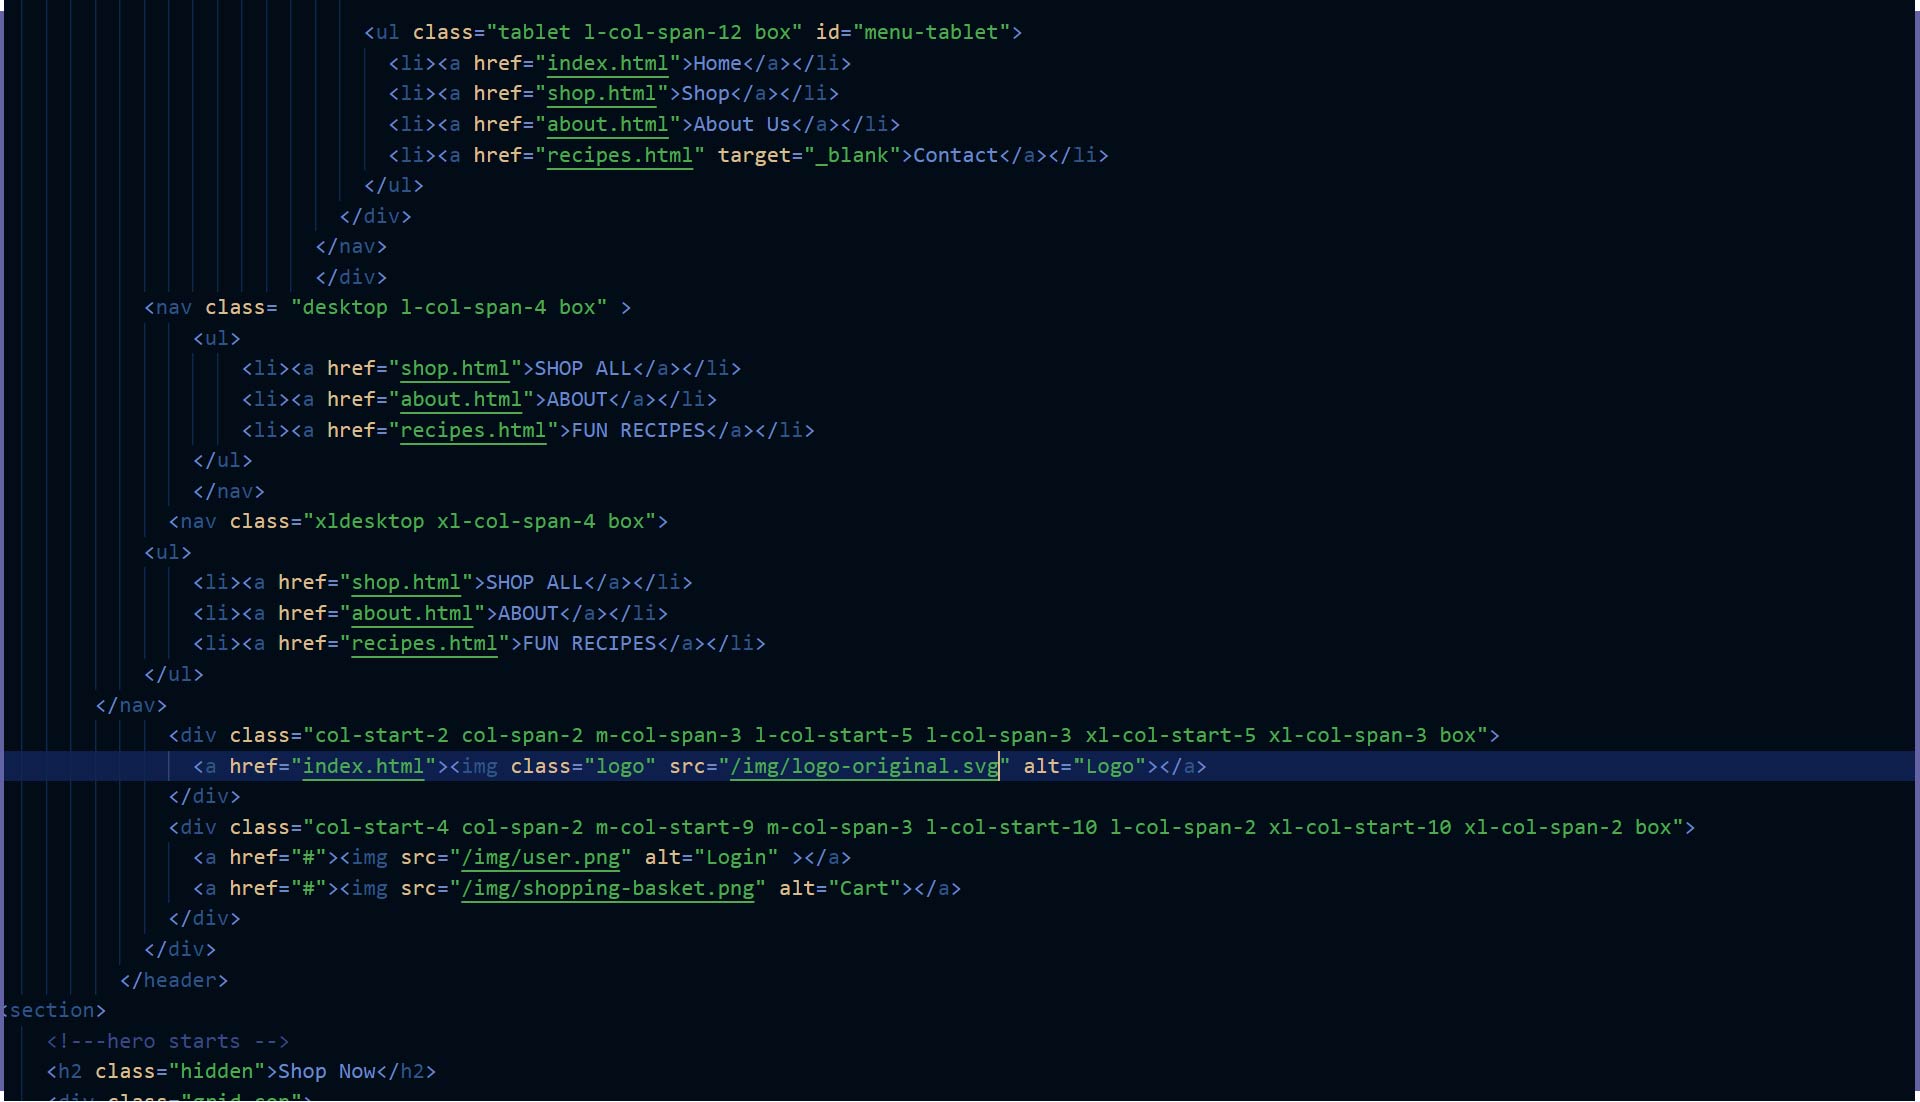 <ul class="tablet l-col-span-12 box" id="menu-tablet">
<li><a href="index.html">Home</a></li>
<li><a href="shop.html">Shop</a></li>
<li><a href="about.html">About Us</a></li>
<li><a href="recipes.html" target="_blank">Contact</a></li>
</ul>
</div>
</nav>
</div>
<nav class= "desktop l-col-span-4 box" >
<ul>
<li><a href="shop.html">SHOP ALL</a></li>
<li><a href="about.html">ABOUT</a></li>
<li><a href="recipes.html">FUN RECIPES</a></li>
</ul>
</nav>
<nav class="xldesktop xl-col-span-4 box">
<ul>
<li><a href="shop.html">SHOP ALL</a></li>
<li><a href="about.html">ABOUT</a></li>
<li><a href="recipes.html">FUN RECIPES</a></li>
</ul>
</nav>
<div class="col-start-2 col-span-2 m-col-span-3 l-col-start-5 l-col-span-3 xl-col-start-5 xl-col-span-3 box">
<a href="index.html"><img class="logo" src="/img/logo-original.svg" alt="Logo"></a>
</div>
<div class="col-start-4 col-span-2 m-col-start-9 m-col-span-3 l-col-start-10 l-col-span-2 xl-col-start-10 xl-col-span-2 box">
<a href="#"><img src="/img/user.png" alt="Login" ></a>
<a href="#"><img src="/img/shopping-basket.png" alt="Cart"></a>
</div>
</div>
</header>
<section>
<!---hero starts -->
<h2 class="hidden">Shop Now</h2>
<div class="grid-con">